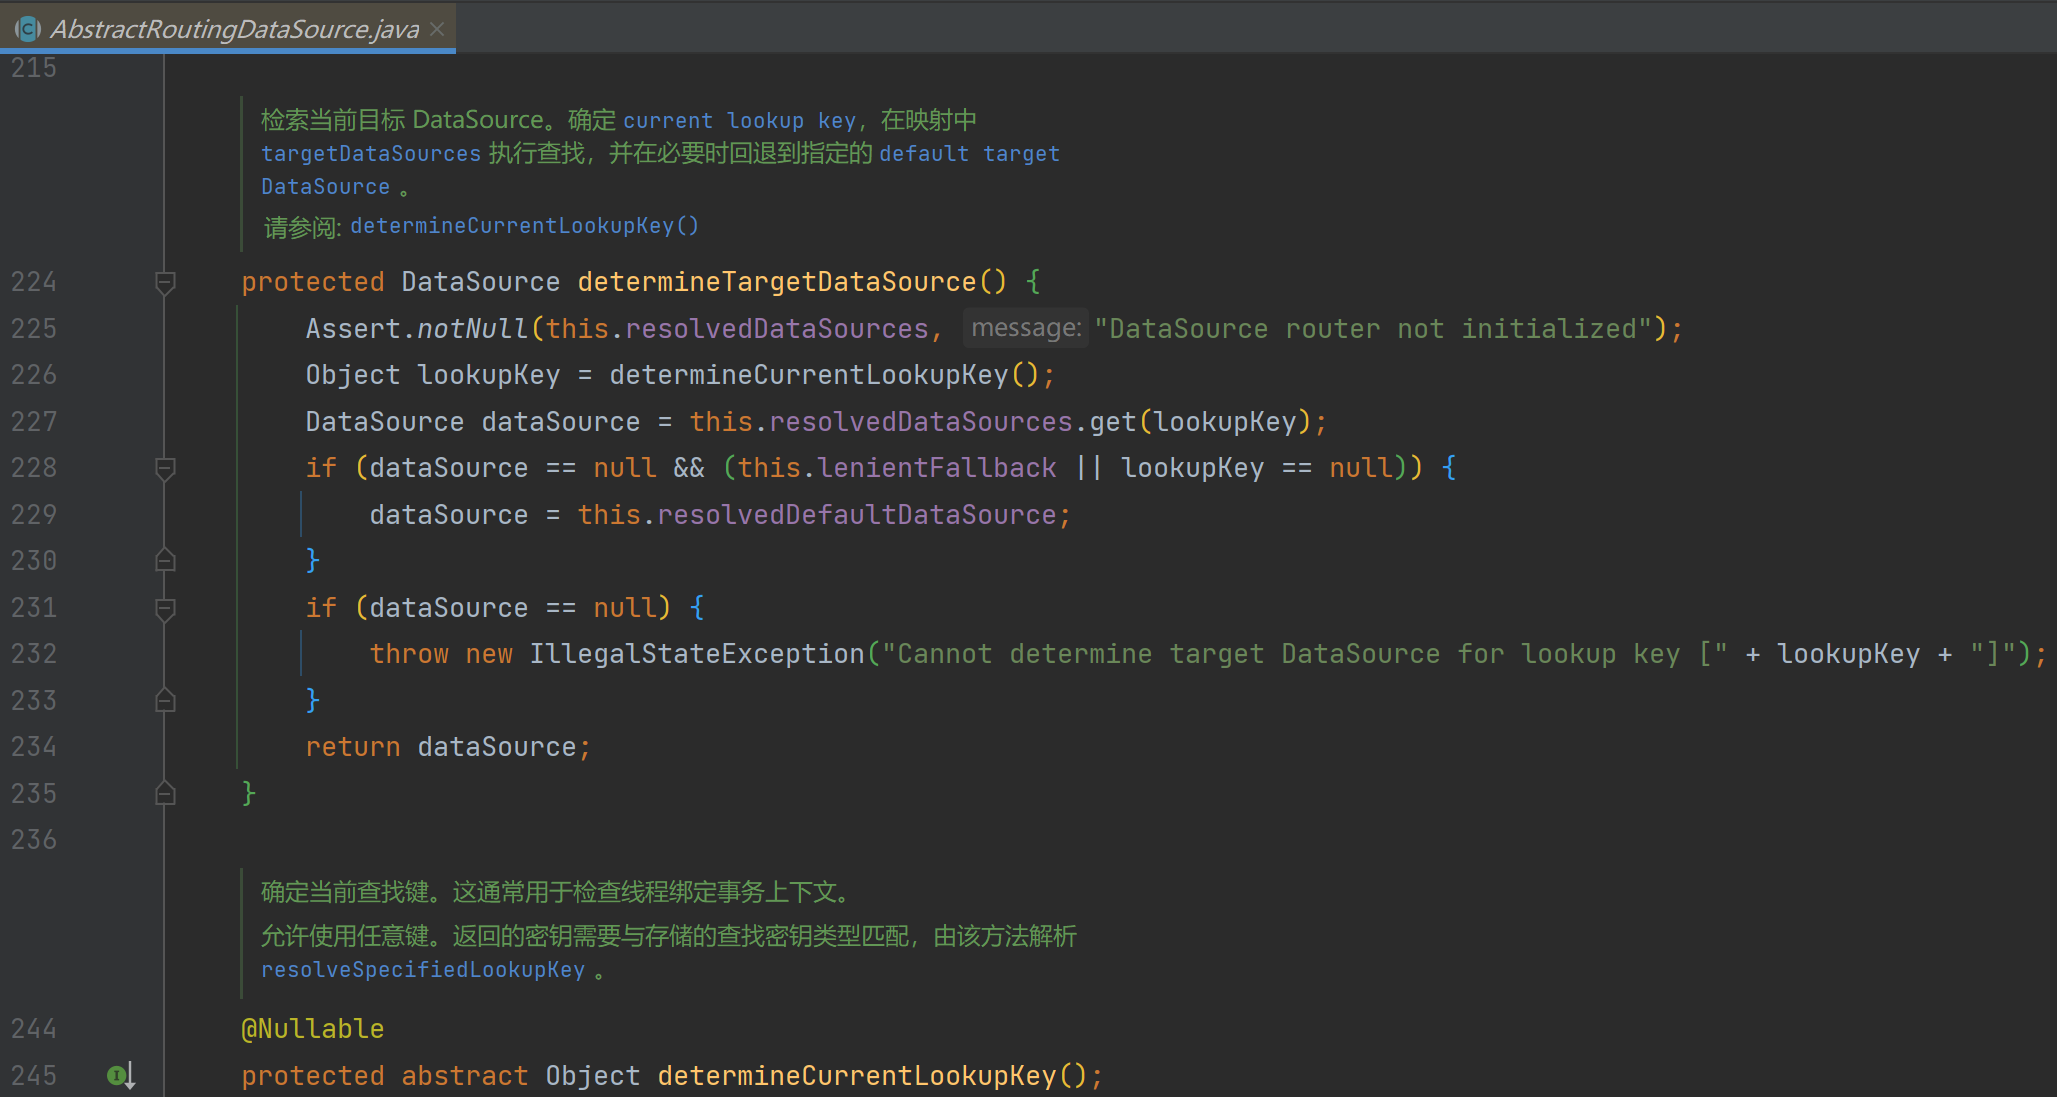 AbstractRoutingDataSource.java
215
检索当前目标 DataSource。确定 current lookup key，在映射中
targetDataSources 执行查找，并在必要时回退到指定的 default target
DataSource 。
请参阅: determineCurrentLookupKey()
224 protected DataSource determineTargetDataSource() {
225 Assert.notNull(this.resolvedDataSources, message: "DataSource router not initialized");
226 Object lookupKey = determineCurrentLookupKey();
227 DataSource dataSource = this.resolvedDataSources.get(lookupKey);
228 if (dataSource == null && (this.lenientFallback || lookupKey == null)) {
229 dataSource = this.resolvedDefaultDataSource;
230 }
231 if (dataSource == null) {
232 throw new IllegalStateException("Cannot determine target DataSource for lookup key [" + lookupKey + "]");
233 }
234 return dataSource;
235 }
236
确定当前查找键。这通常用于检查线程绑定事务上下文。
允许使用任意键。返回的密钥需要与存储的查找密钥类型匹配，由该方法解析
resolveSpecifiedLookupKey 。
244 @Nullable
245 protected abstract Object determineCurrentLookupKey();